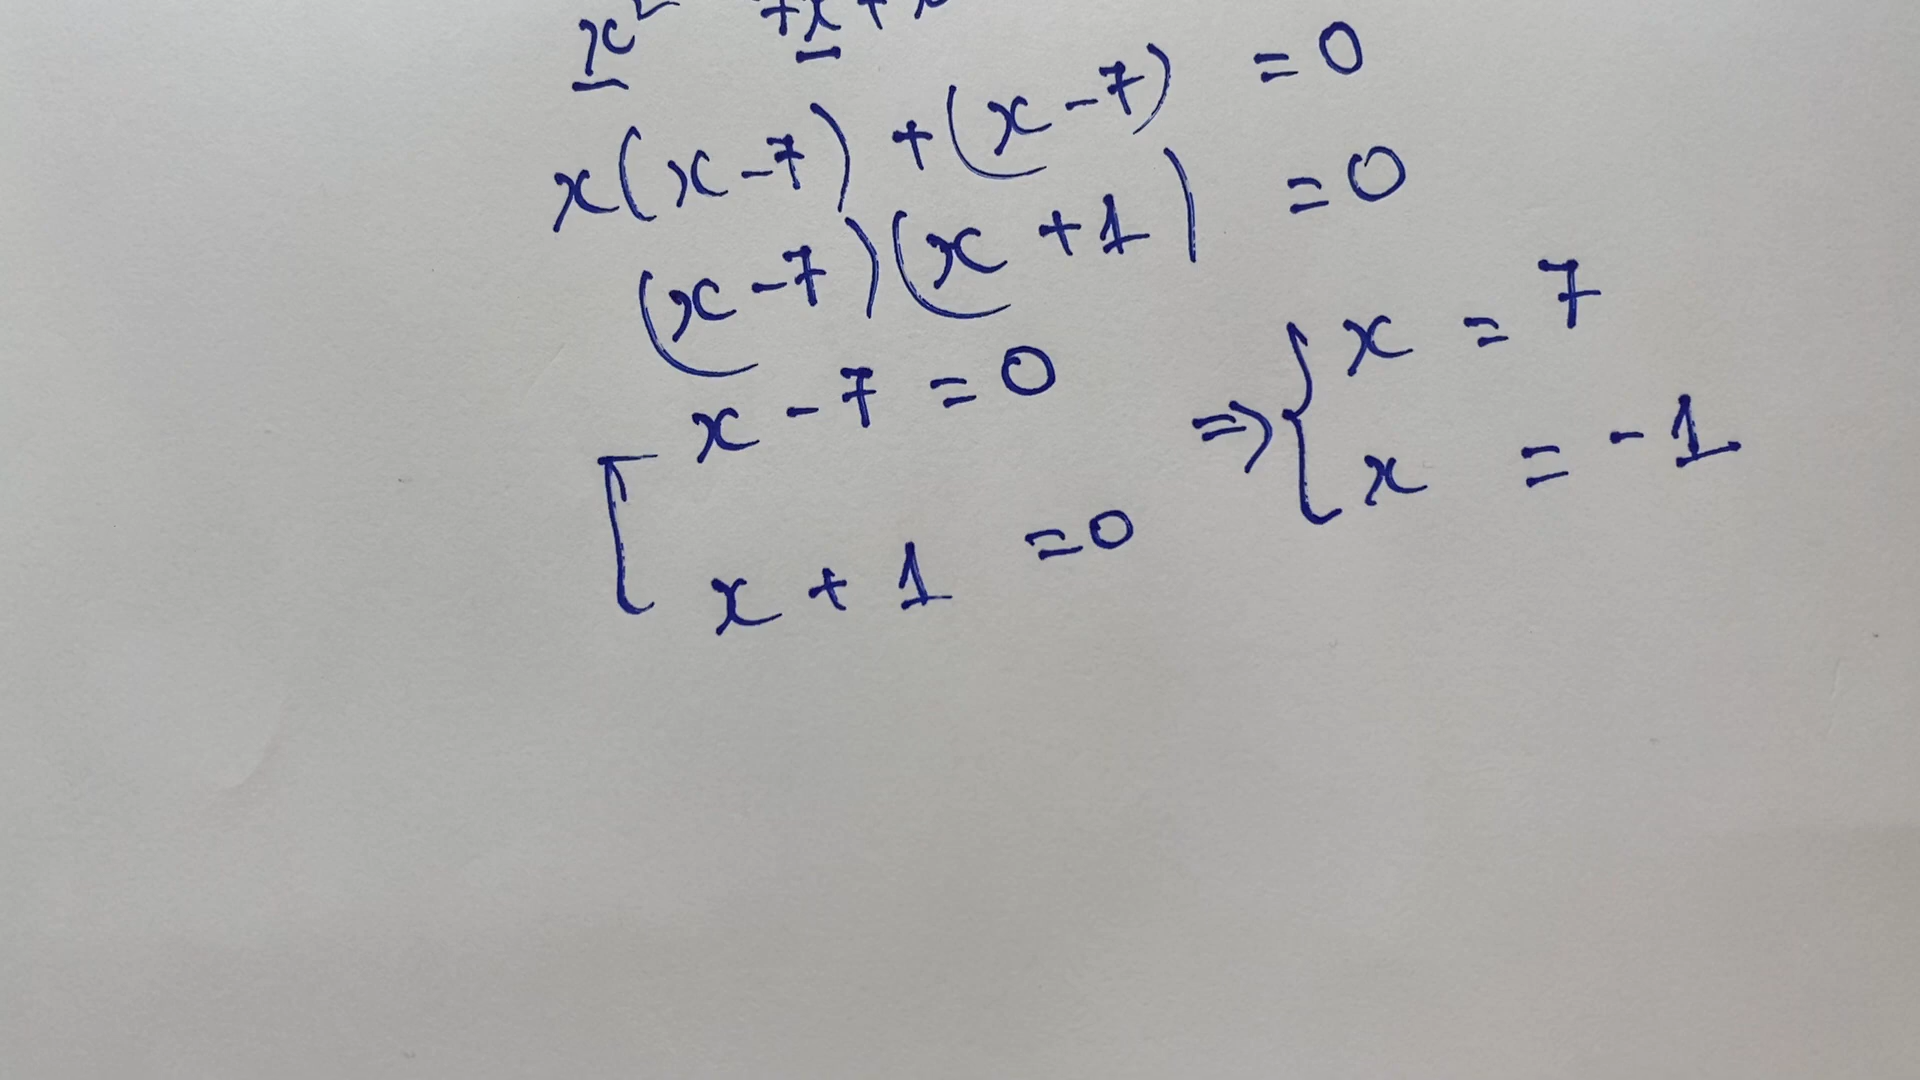 x(x-7) +(x-7) =0
(x-7)(x +1) =0
x - 7 =0 => { x = 7
[ x + 1 =0 x = -1